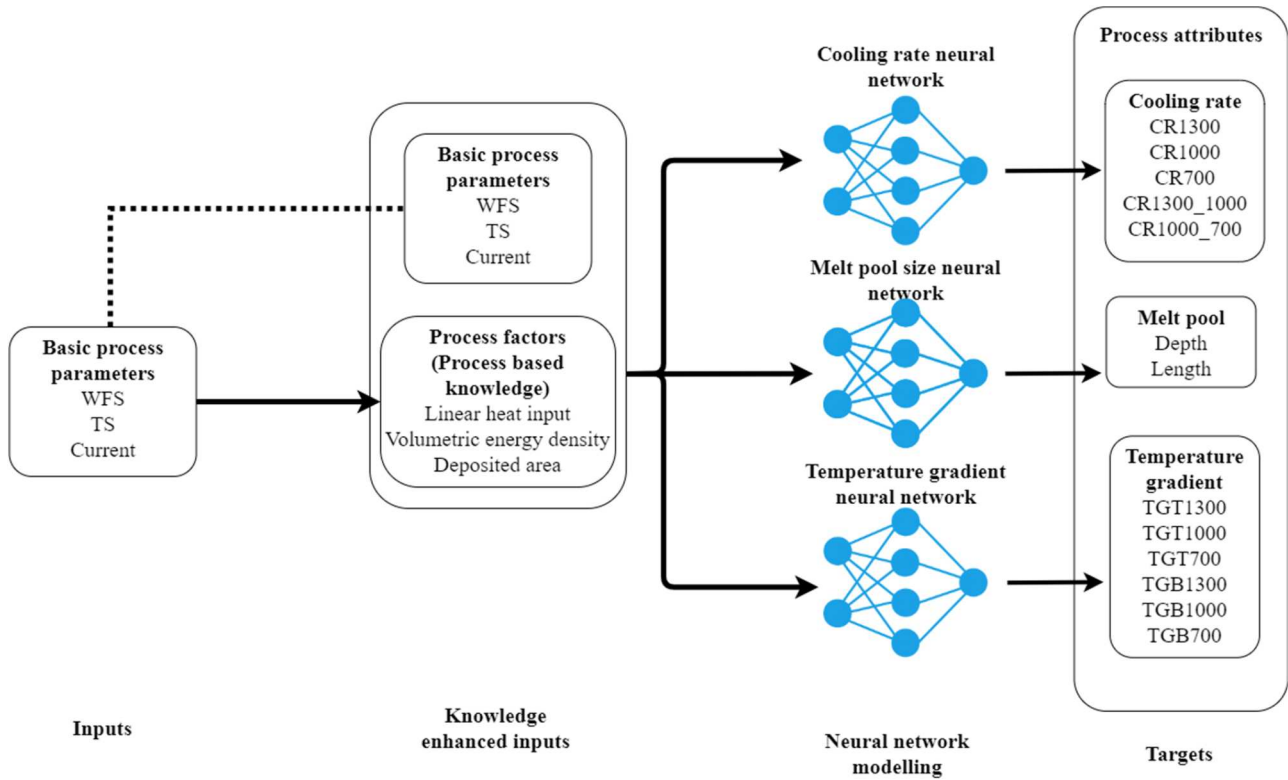 Basic process
parameters
WFS
TS
Current
Inputs
Basic process
parameters
WFS
TS
Current
Process factors
(Process based
knowledge)
Linear heat input
Volumetric energy density
Deposited area
Knowledge
enhanced inputs
Cooling rate neural
network
Melt pool size neural
network
Temperature gradient
neural network
Neural network
modelling
Process attributes
Cooling rate
CR1300
CR1000
CR700
CR1300_1000
CR1000_700
Melt pool
Depth
Length
Temperature
gradient
TGT1300
TGT1000
TGT700
TGB1300
TGB1000
TGB700
Targets